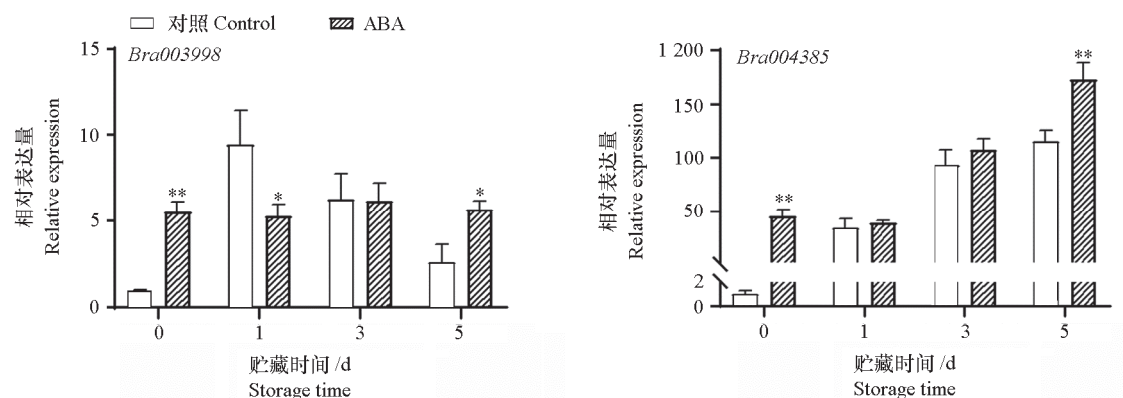 对照 Control
ABA
15
10
5
0
Bra003998
相对表达量
Relative expression
**
*
*
0
1
3
5
贮藏时间 /d
Storage time
1 200
150
100
50
2
0
Bra004385
相对表达量
Relative expression
**
**
0
1
3
5
贮藏时间 /d
Storage time